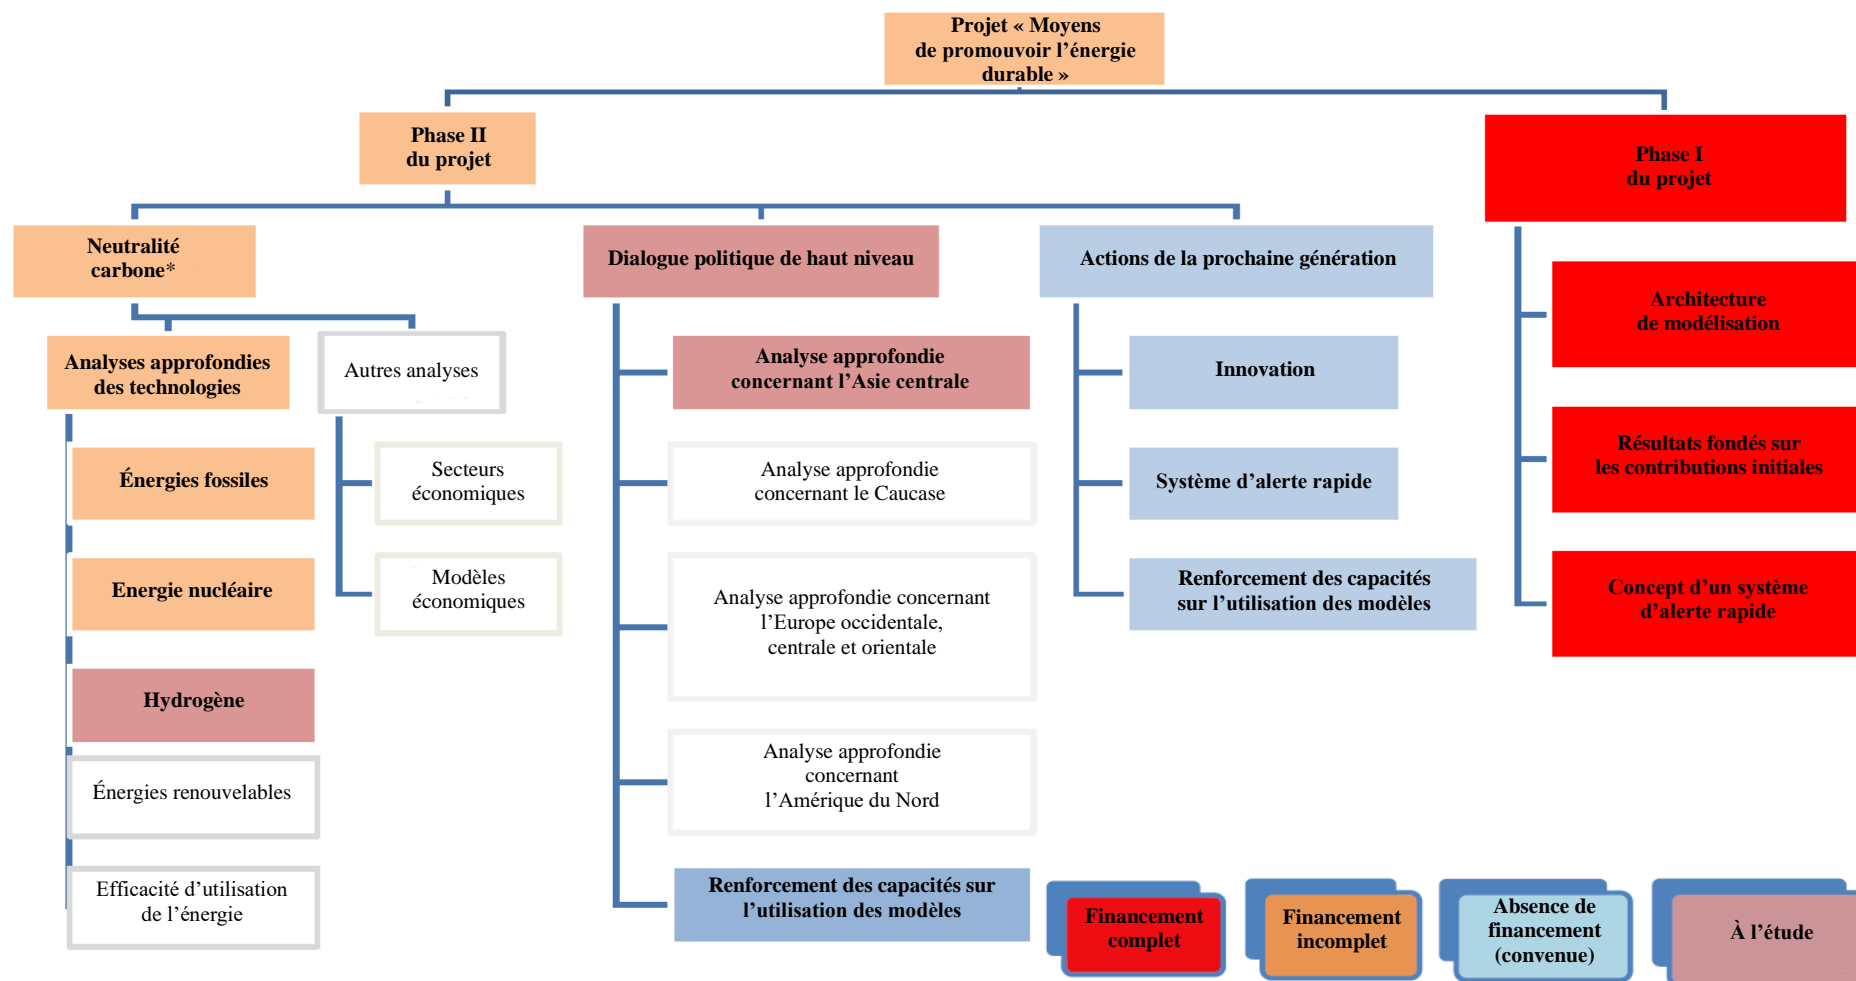 Projet « Moyens
de promouvoir l’énergie
durable »
Phase II
du projet
Phase I
du projet
Neutralité
carbone*
Dialogue politique de haut niveau
Actions de la prochaine génération
Architecture
de modélisation
Analyses approfondies
des technologies
Autres analyses
Analyse approfondie
concernant l’Asie centrale
Innovation
Résultats fondés sur
les contributions initiales
Énergies fossiles
Secteurs
économiques
Analyse approfondie
concernant le Caucase
Système d’alerte rapide
Energie nucléaire
Modèles
économiques
Analyse approfondie concernant
l’Europe occidentale,
centrale et orientale
Renforcement des capacités
sur l’utilisation des modèles
Concept d’un système
d’alerte rapide
Hydrogène
Énergies renouvelables
Analyse approfondie
concernant
l’Amérique du Nord
Efficacité d’utilisation
de l’énergie
Renforcement des capacités sur
l’utilisation des modèles
Financement
complet
Financement
incomplet
Absence de
financement
(convenue)
À l’étude